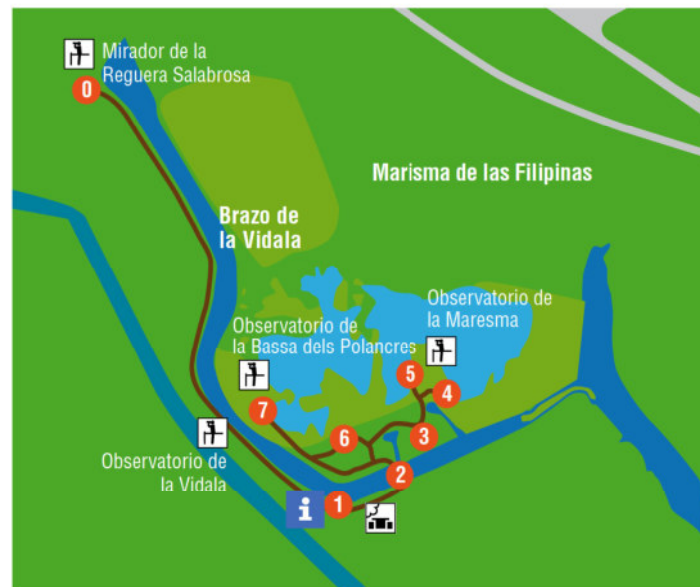 Mirador de la
Reguera Salabrosa
0
Marisma de las Filipinas
Brazo de
la Vidala
Observatorio de
la Maresma
Observatorio de
la Bassa dels Polancres
5
4
7
6
3
Observatorio de
la Vidala
2
i
1